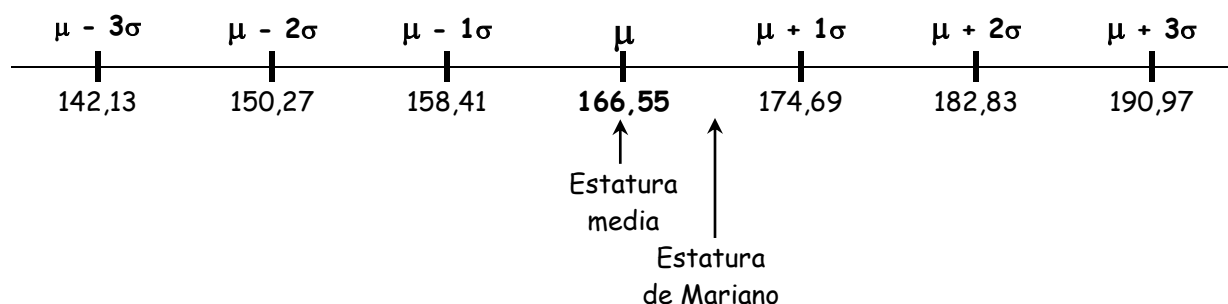 μ - 3σ μ - 2σ μ - 1σ μ μ + 1σ μ + 2σ μ + 3σ
142,13 150,27 158,41 166,55 174,69 182,83 190,97
Estatura
media
Estatura
de Mariano